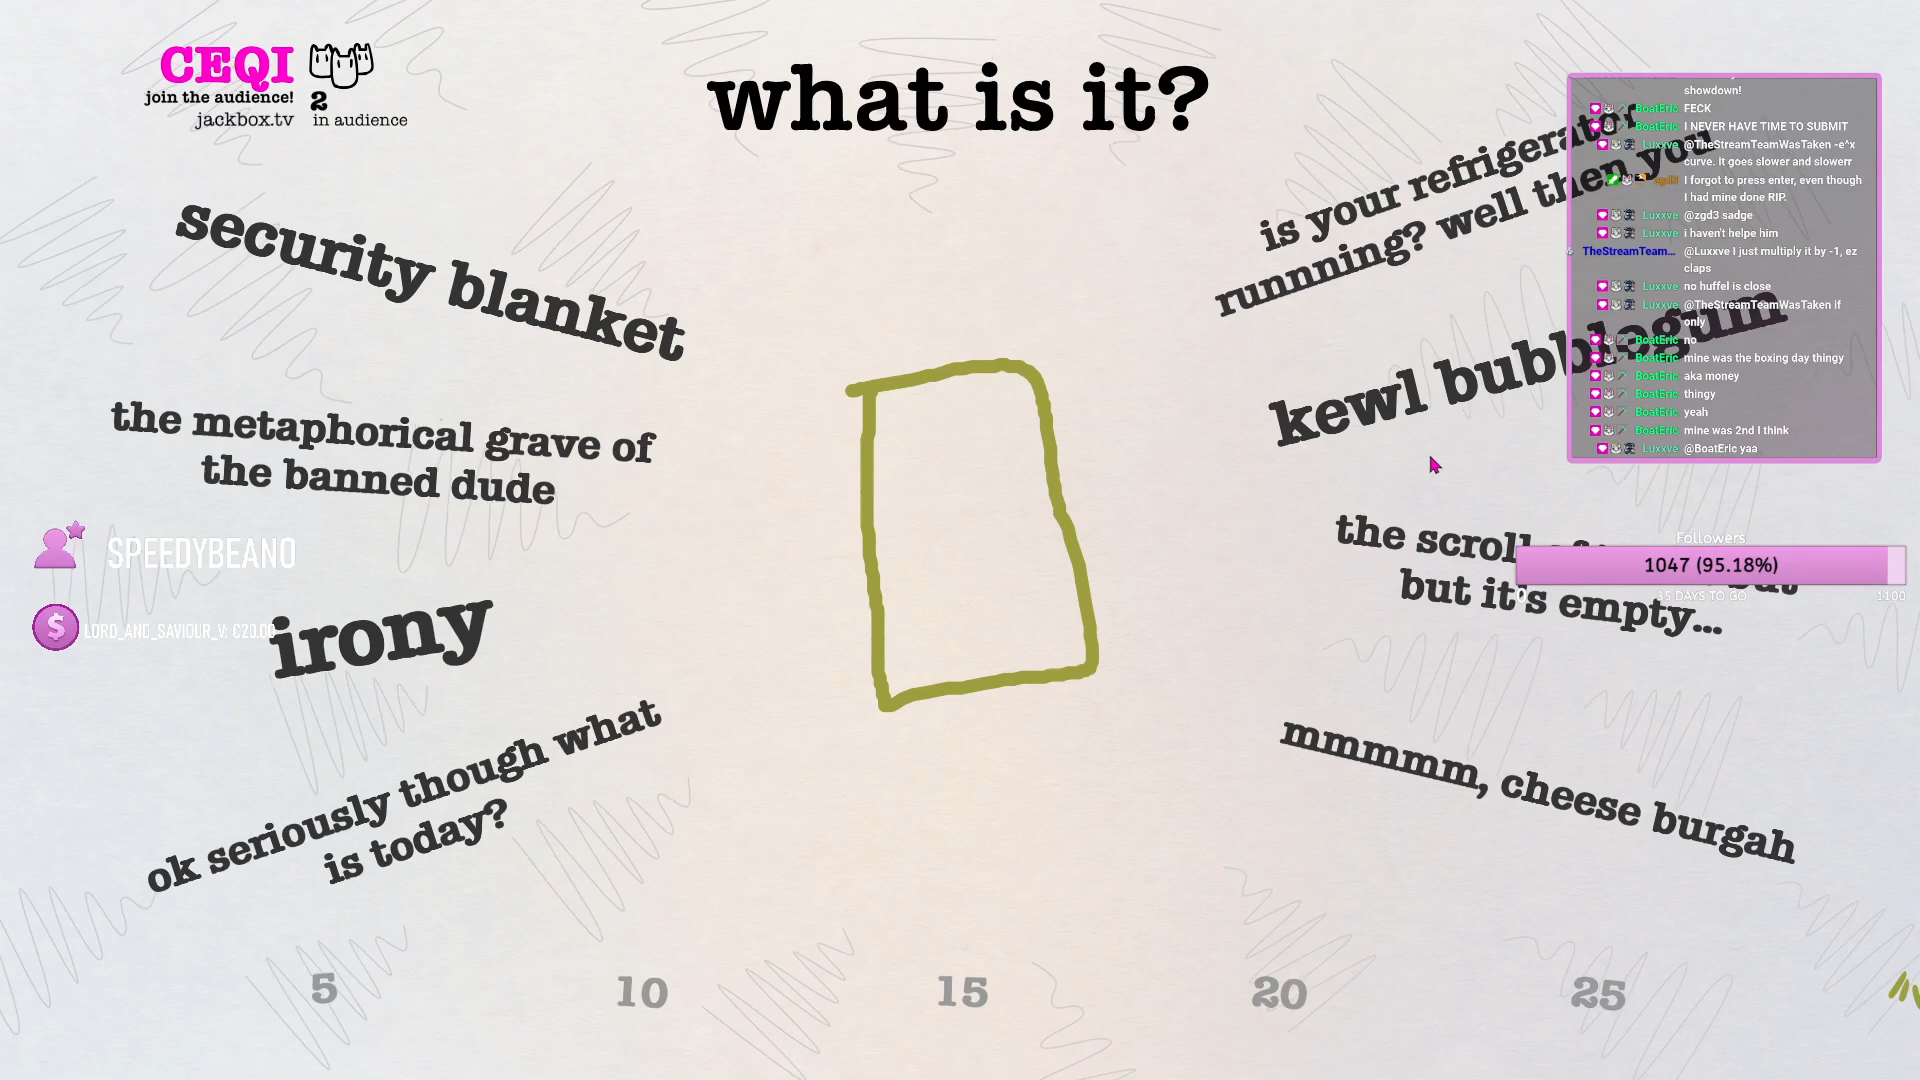 CEQI
join the audience!
jackbox.tv
2
in audience
what is it?
security blanket
the metaphorical grave of
the banned dude
SPEEDYBEANO
LORD_AND_SAVIOUR_V: €20.00
irony
ok seriously though what
is today?
is your refrigerator
runnning? well then you
kewl bubblegum
the scroll
but it's empty...
mmmmm, cheese burgah
showdown!
BoatEric FECK
BoatEric I NEVER HAVE TIME TO SUBMIT
Luxxve @TheStreamTeamWasTaken -e^x
curve. It goes slower and slowerr
zgd3 I forgot to press enter, even though
I had mine done RIP.
Luxxve @zgd3 sadge
Luxxve i haven't helpe him
TheStreamTeam... @Luxxve I just multiply it by -1, ez
claps
Luxxve no huffel is close
Luxxve @TheStreamTeamWasTaken If
only
BoatEric no
BoatEric mine was the boxing day thingy
BoatEric aka money
BoatEric thingy
BoatEric yeah
BoatEric mine was 2nd I think
Luxxve @BoatEric yaa
Followers
1047 (95.18%)
0 35 DAYS TO GO 1100
5 10 15 20 25